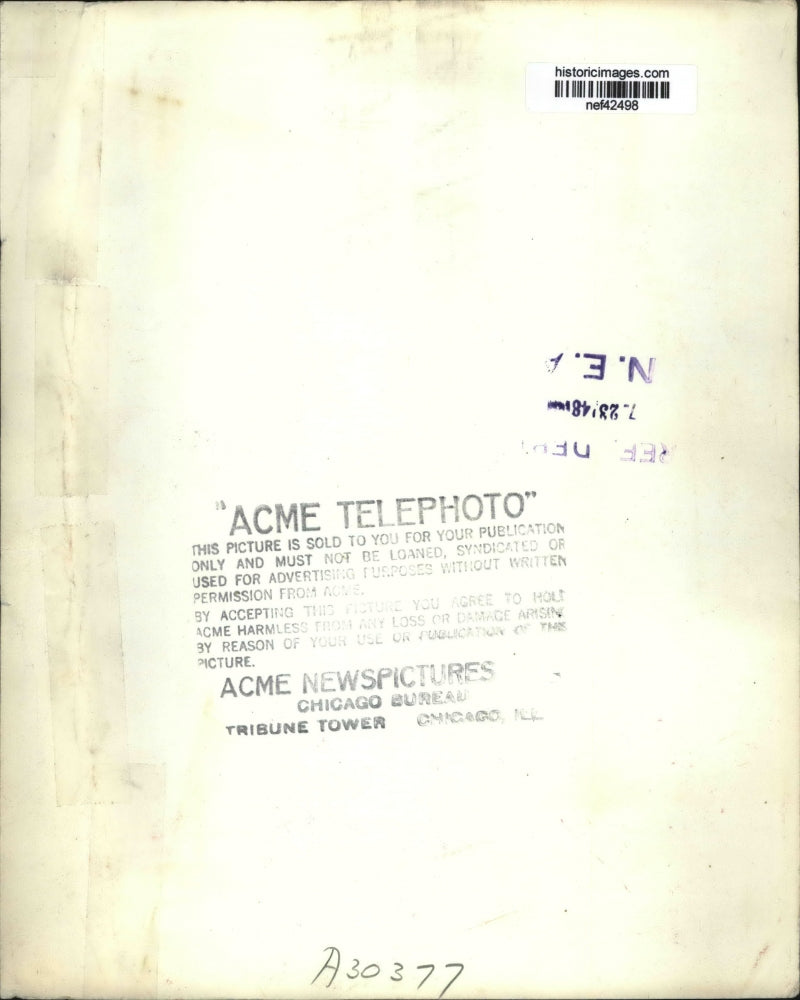 historicimages.com
nef42498
N.E.A
7-23-48
REF. DEPT.
"ACME TELEPHOTO"
THIS PICTURE IS SOLD TO YOU FOR YOUR PUBLICATION
ONLY AND MUST NOT BE LOANED, SYNDICATED OR
USED FOR ADVERTISING PURPOSES WITHOUT WRITTEN
PERMISSION FROM ACME.
BY ACCEPTING THIS PICTURE YOU AGREE TO HOLD
ACME HARMLESS FROM ANY LOSS OR DAMAGE ARISING
BY REASON OF YOUR USE OR PUBLICATION OF THIS
PICTURE.
ACME NEWSPICTURES
CHICAGO BUREAU
TRIBUNE TOWER CHICAGO, ILL.
A30377